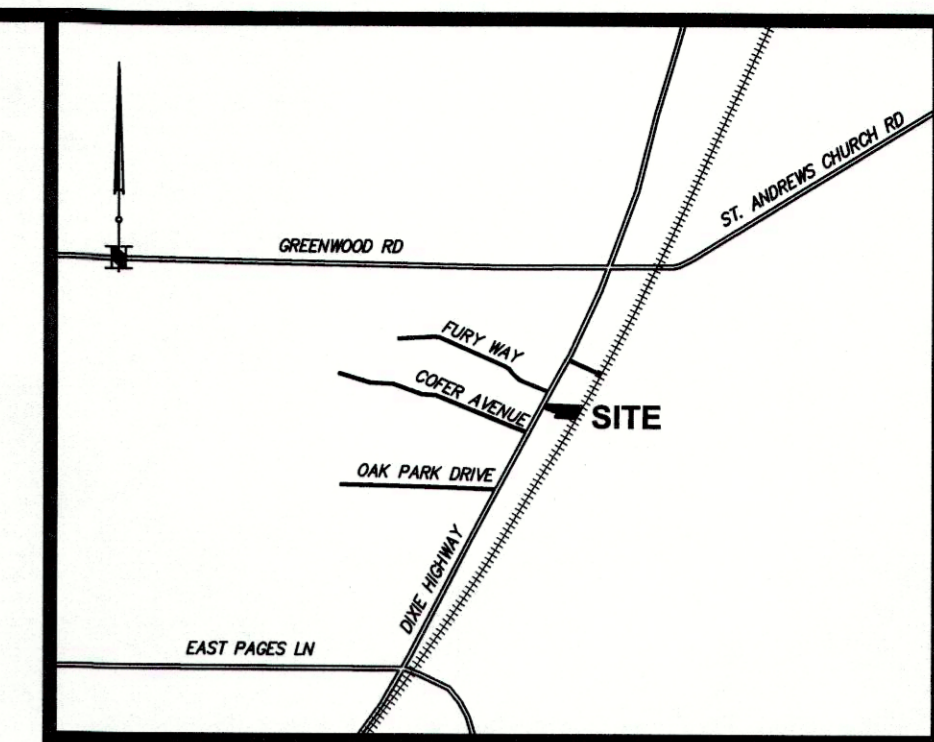 ST. ANDREWS CHURCH RD
GREENWOOD RD
N
FURY WAY
COFER AVENUE
SITE
OAK PARK DRIVE
DIXIE HIGHWAY
EAST PAGES LN